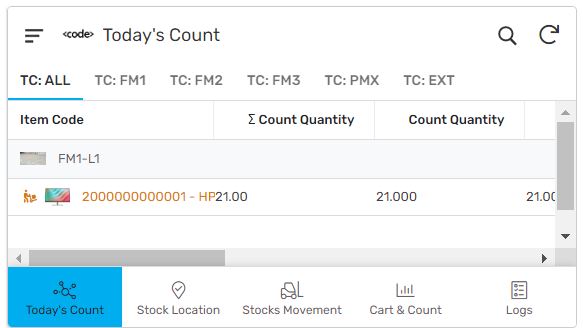 <code> Today's Count
TC: ALL TC: FM1 TC: FM2 TC: FM3 TC: PMX TC: EXT
Item Code Σ Count Quantity Count Quantity
FM1-L1
2000000000001 - HP 21.00 21.000 21.00
Today's Count Stock Location Stocks Movement Cart & Count Logs